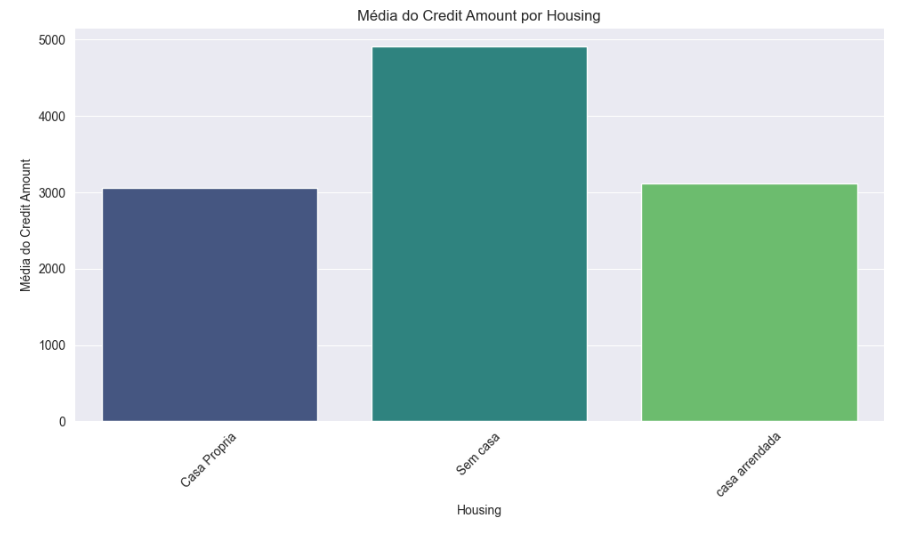 Média do Credit Amount por Housing
Média do Credit Amount
5000
4000
3000
2000
1000
0
Casa Propria
Sem casa
casa arrendada
Housing